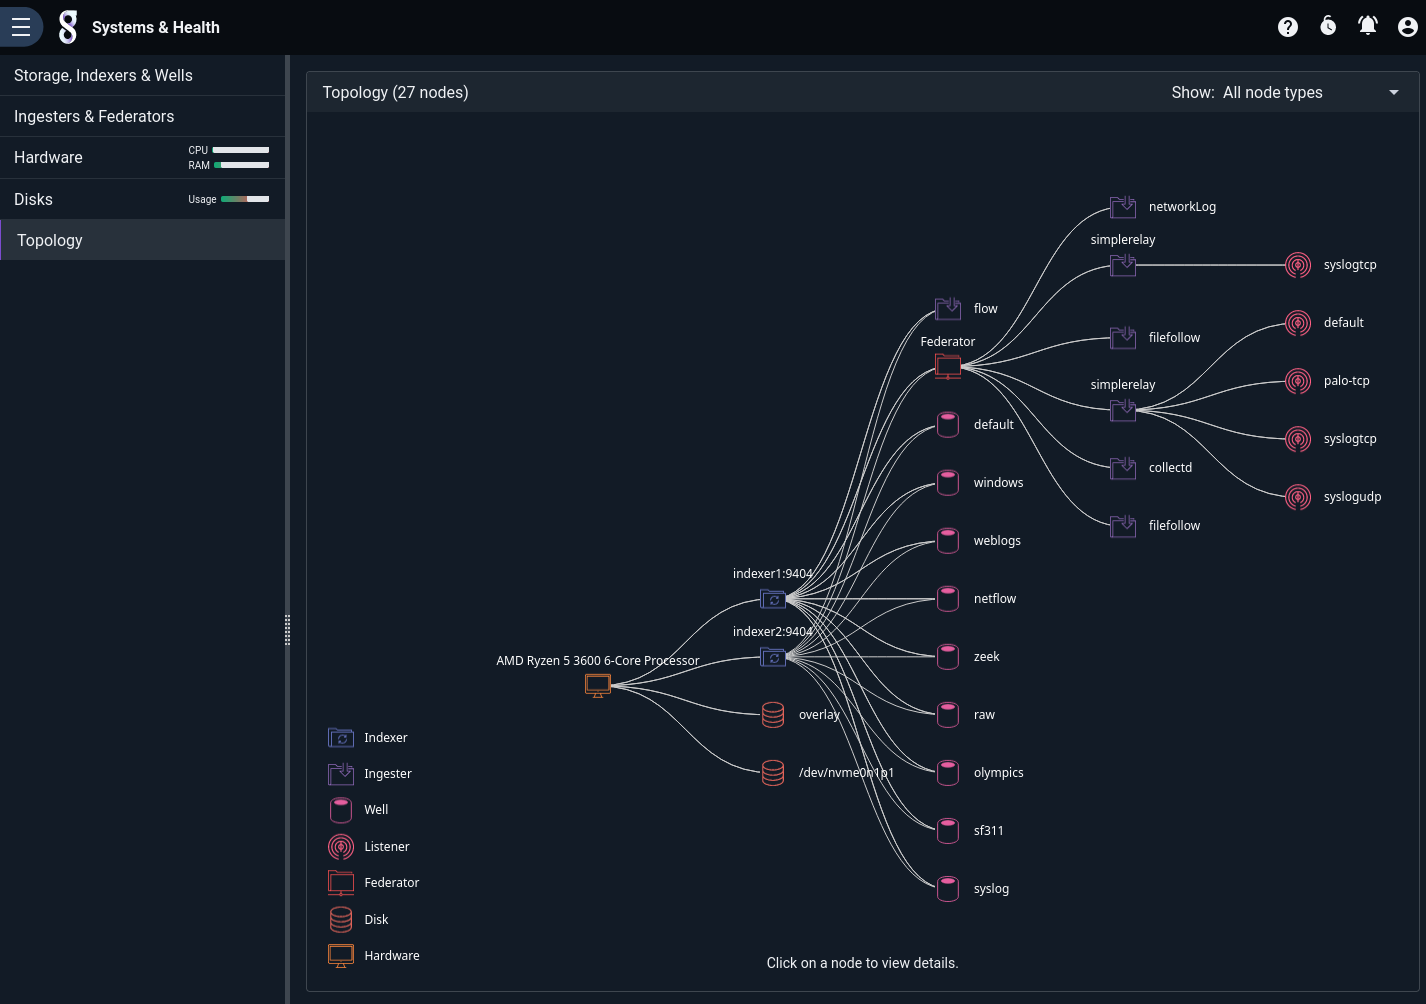 Systems & Health
Storage, Indexers & Wells
Ingesters & Federators
Hardware
CPU
RAM
Disks
Usage
Topology
Topology (27 nodes)
Show: All node types
networkLog
simplerelay
syslogtcp
flow
default
Federator
filefollow
simplerelay
palo-tcp
default
syslogtcp
collectd
windows
syslogudp
filefollow
weblogs
indexer1:9404
netflow
indexer2:9404
zeek
AMD Ryzen 5 3600 6-Core Processor
overlay
raw
/dev/nvme0n1p1
olympics
sf311
syslog
Indexer
Ingester
Well
Listener
Federator
Disk
Hardware
Click on a node to view details.